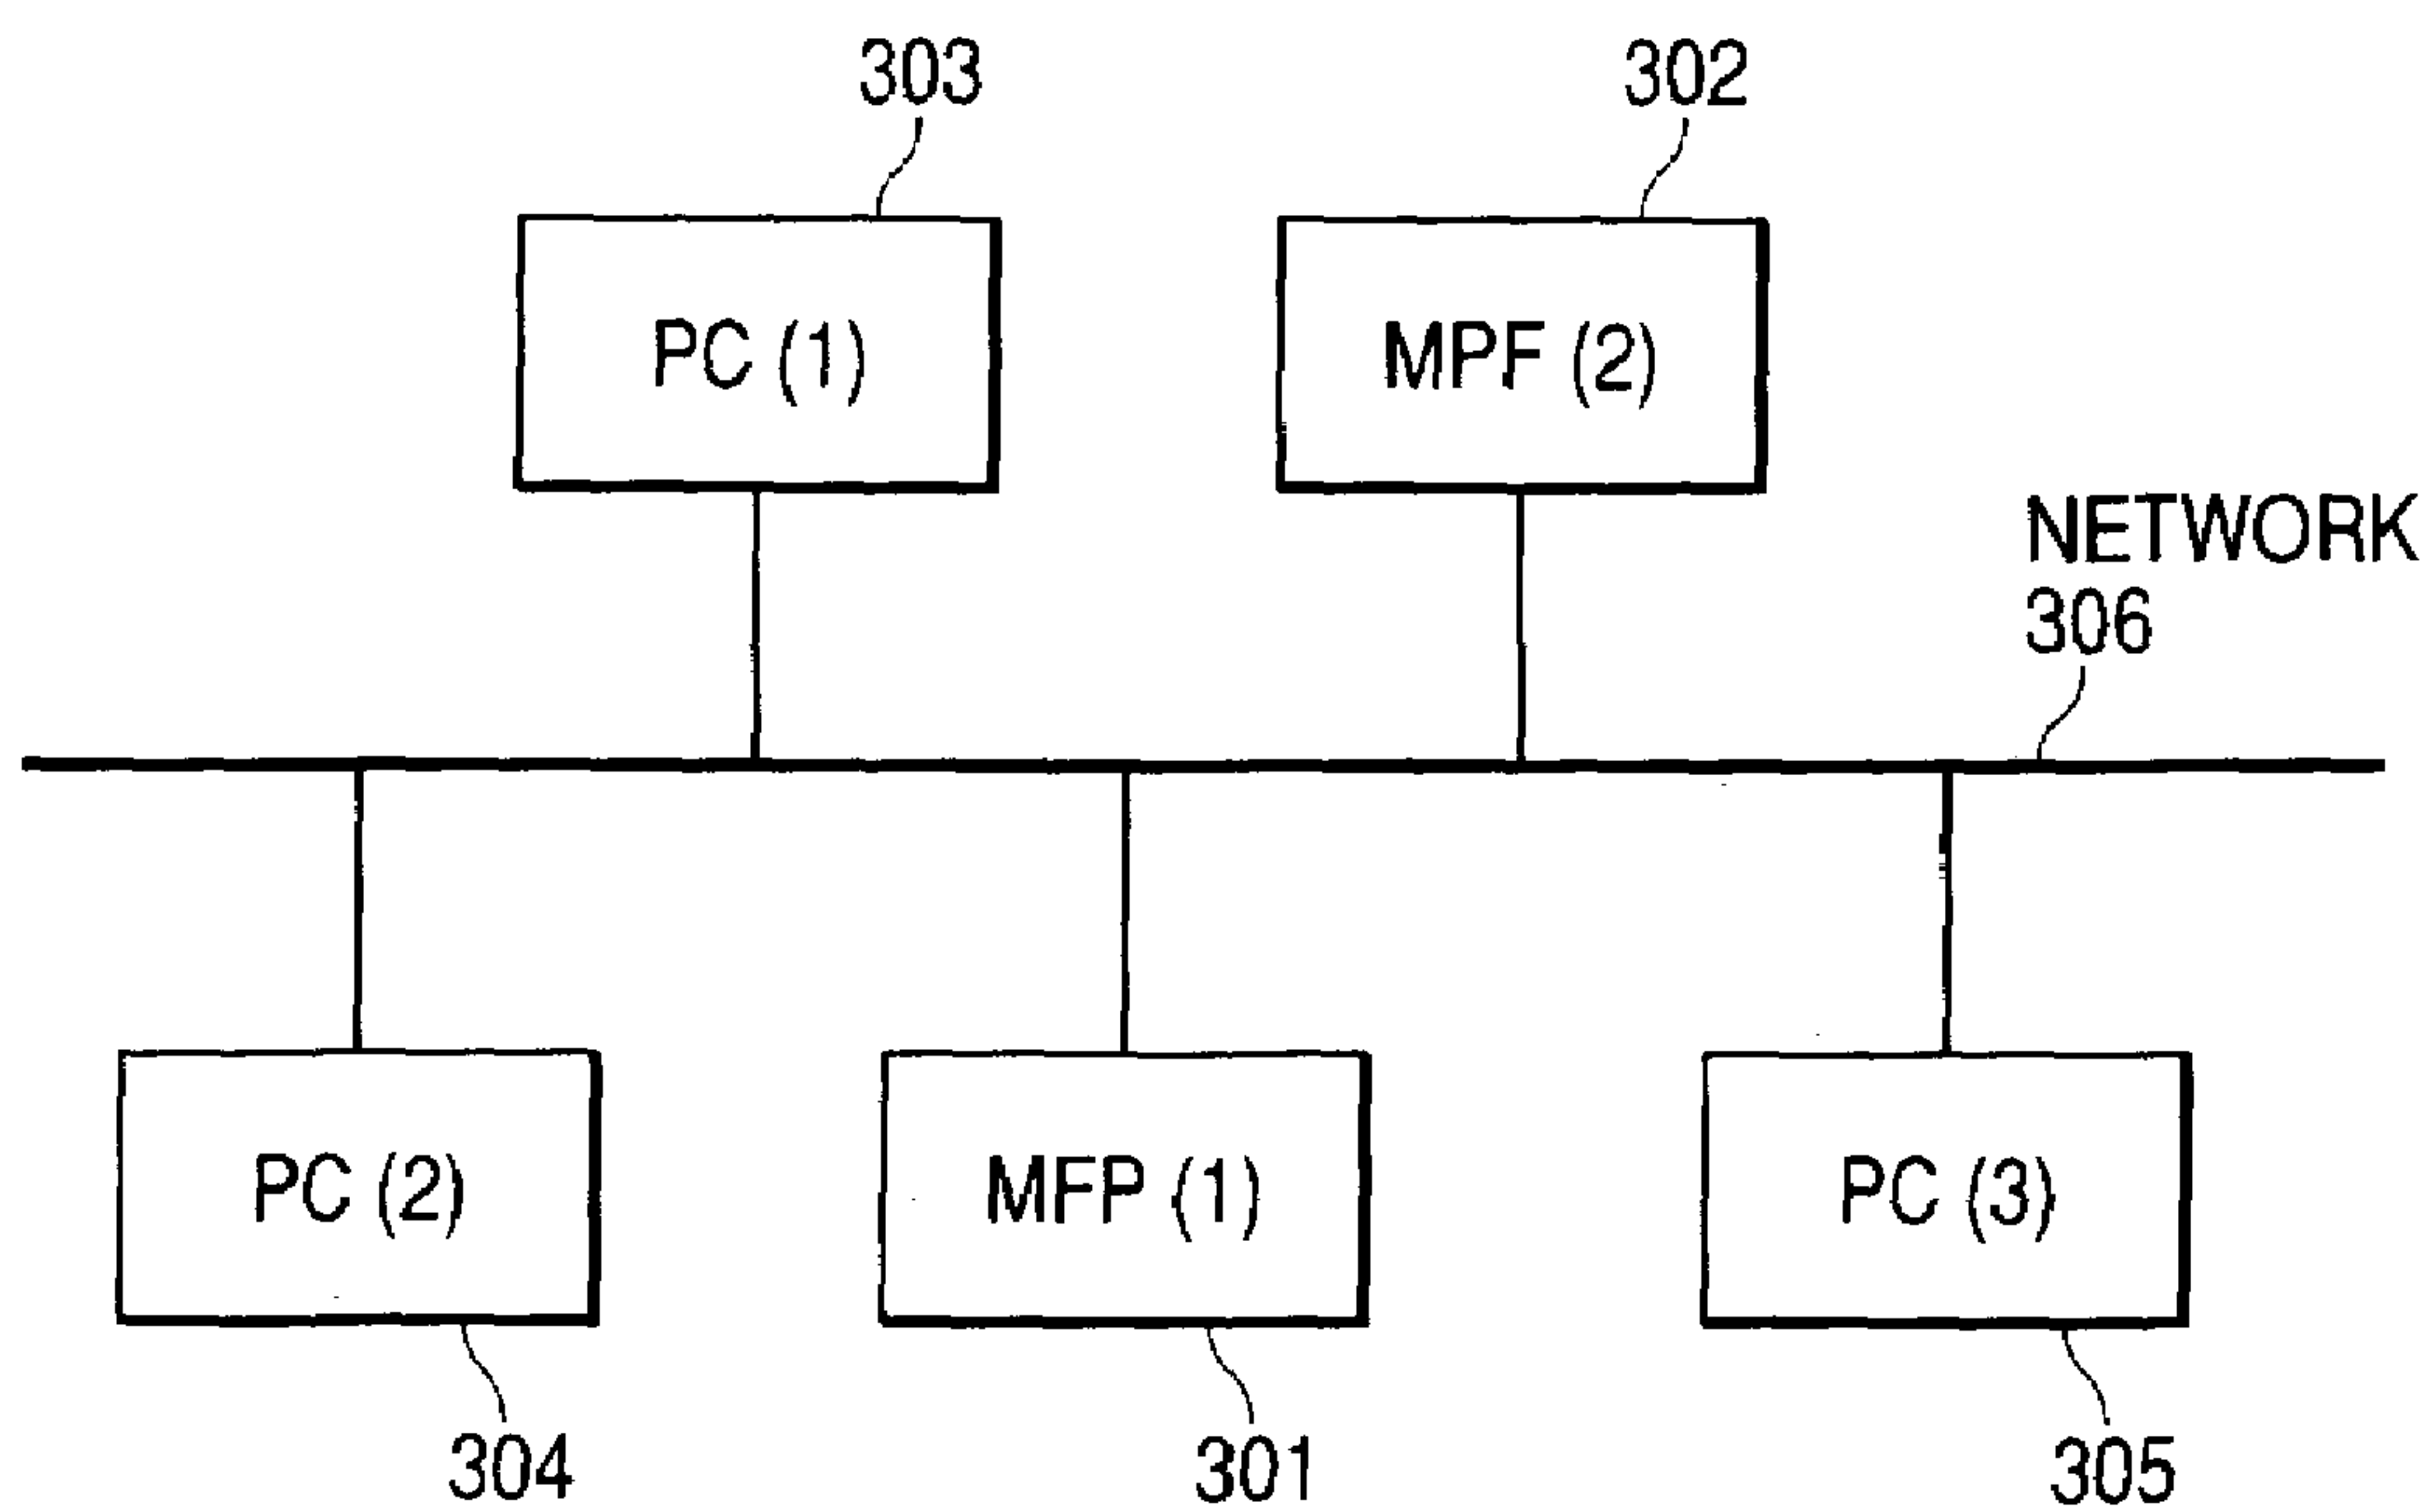 303
302
PC (1)
MPF (2)
NETWORK
306
PC (2)
MFP (1)
PC (3)
304
301
305